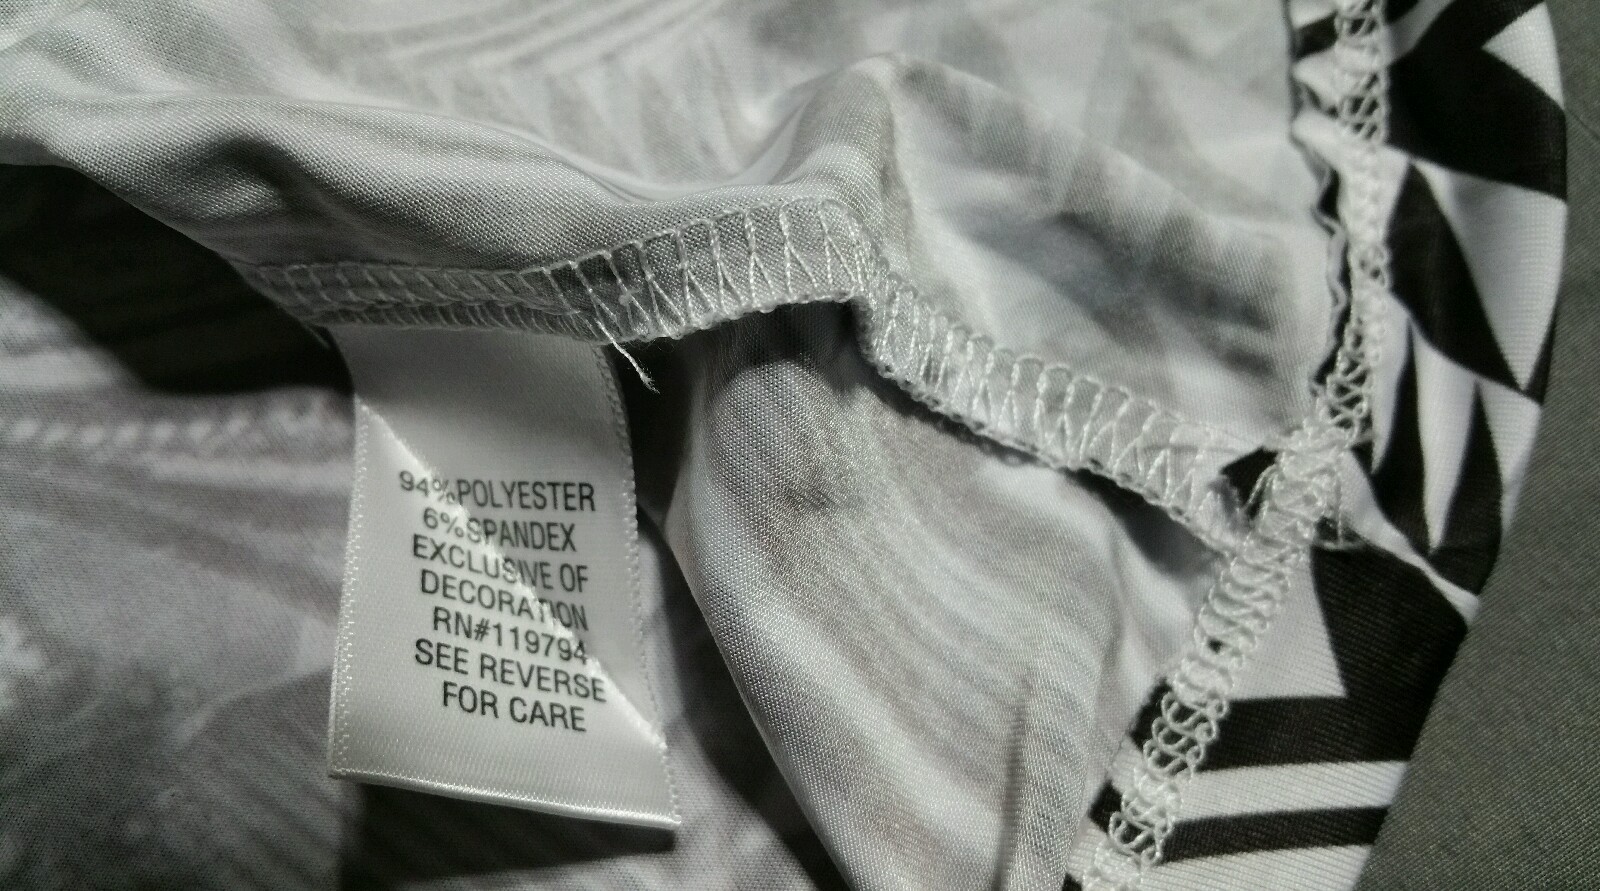 94%POLYESTER
6%SPANDEX
EXCLUSIVE OF
DECORATION
RN#119794
SEE REVERSE
FOR CARE